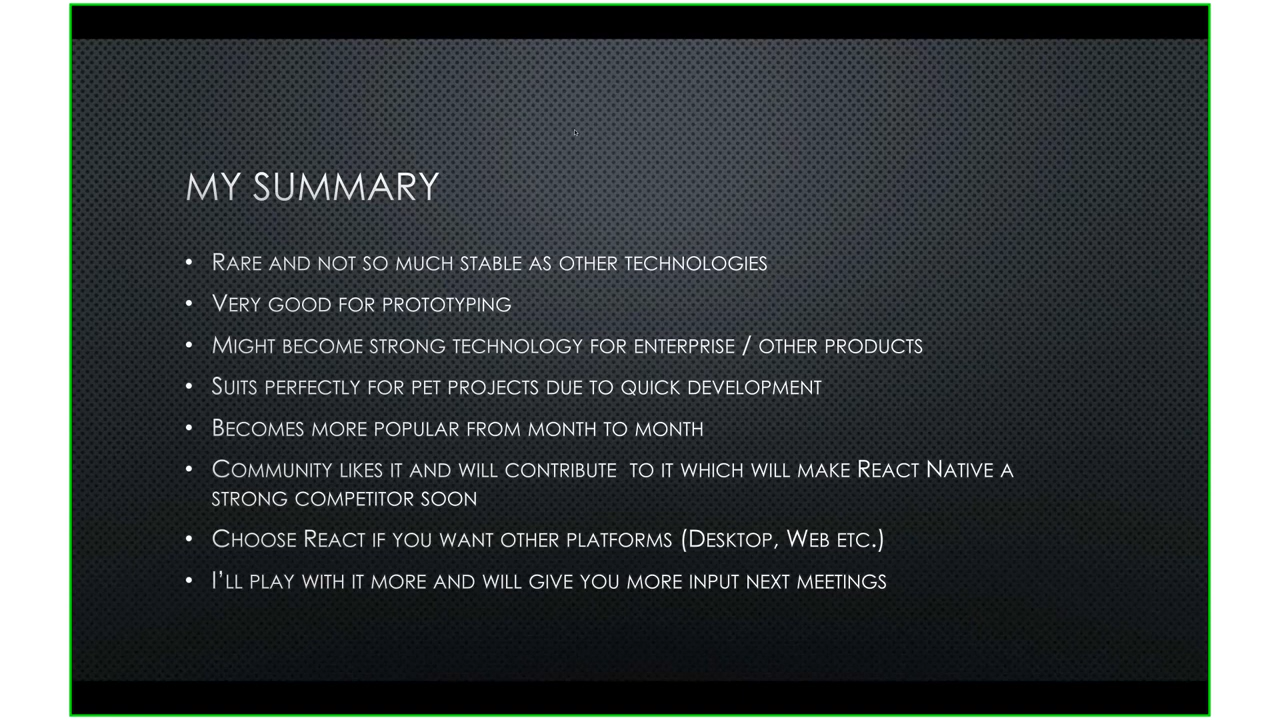 MY SUMMARY
• RARE AND NOT SO MUCH STABLE AS OTHER TECHNOLOGIES
• VERY GOOD FOR PROTOTYPING
• MIGHT BECOME STRONG TECHNOLOGY FOR ENTERPRISE / OTHER PRODUCTS
• SUITS PERFECTLY FOR PET PROJECTS DUE TO QUICK DEVELOPMENT
• BECOMES MORE POPULAR FROM MONTH TO MONTH
• COMMUNITY LIKES IT AND WILL CONTRIBUTE  TO IT WHICH WILL MAKE REACT NATIVE A
STRONG COMPETITOR SOON
• CHOOSE REACT IF YOU WANT OTHER PLATFORMS (DESKTOP, WEB ETC.)
• I’LL PLAY WITH IT MORE AND WILL GIVE YOU MORE INPUT NEXT MEETINGS